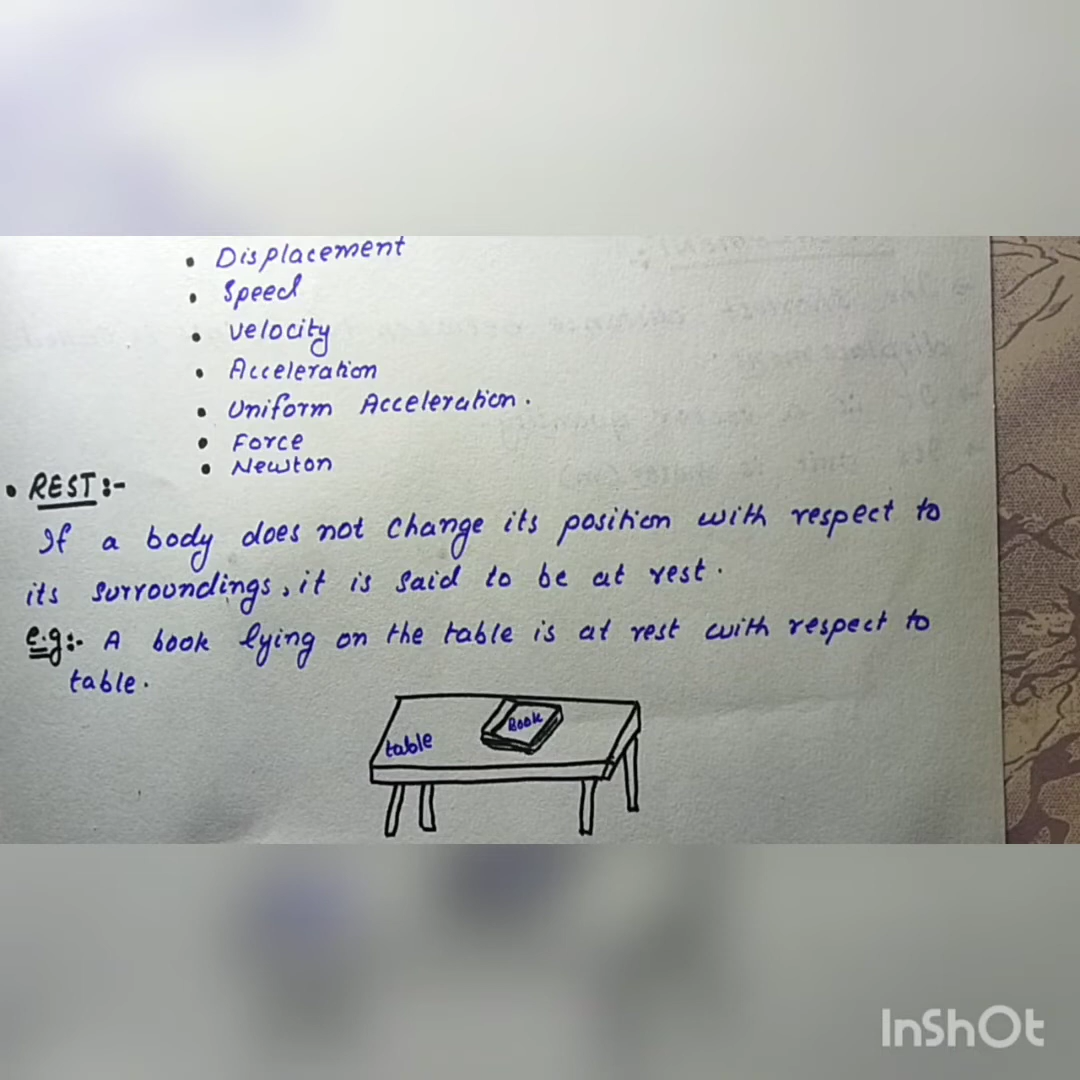 • Displacement
• Speed
• Velocity
• Acceleration
• Uniform Acceleration.
• Force
• Newton
• REST:-
If a body does not change its position with respect to
its surroundings, it is said to be at rest.
e.g:- A book lying on the table is at rest with respect to
table.
Book
table
InShOt